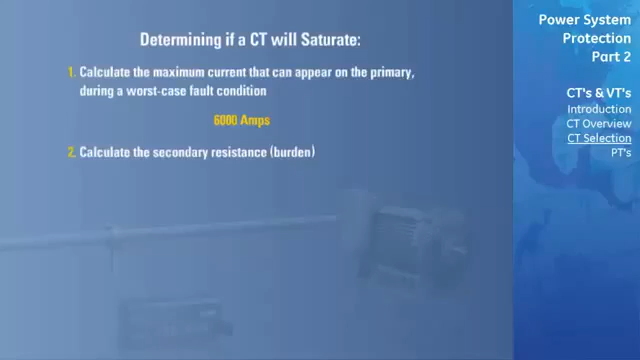 Determining if a CT will Saturate:
1. Calculate the maximum current that can appear on the primary,
during a worst-case fault condition
6000 Amps
2. Calculate the secondary resistance (burden)
Power System
Protection
Part 2
CT's & VT's
Introduction
CT Overview
CT Selection
PT's